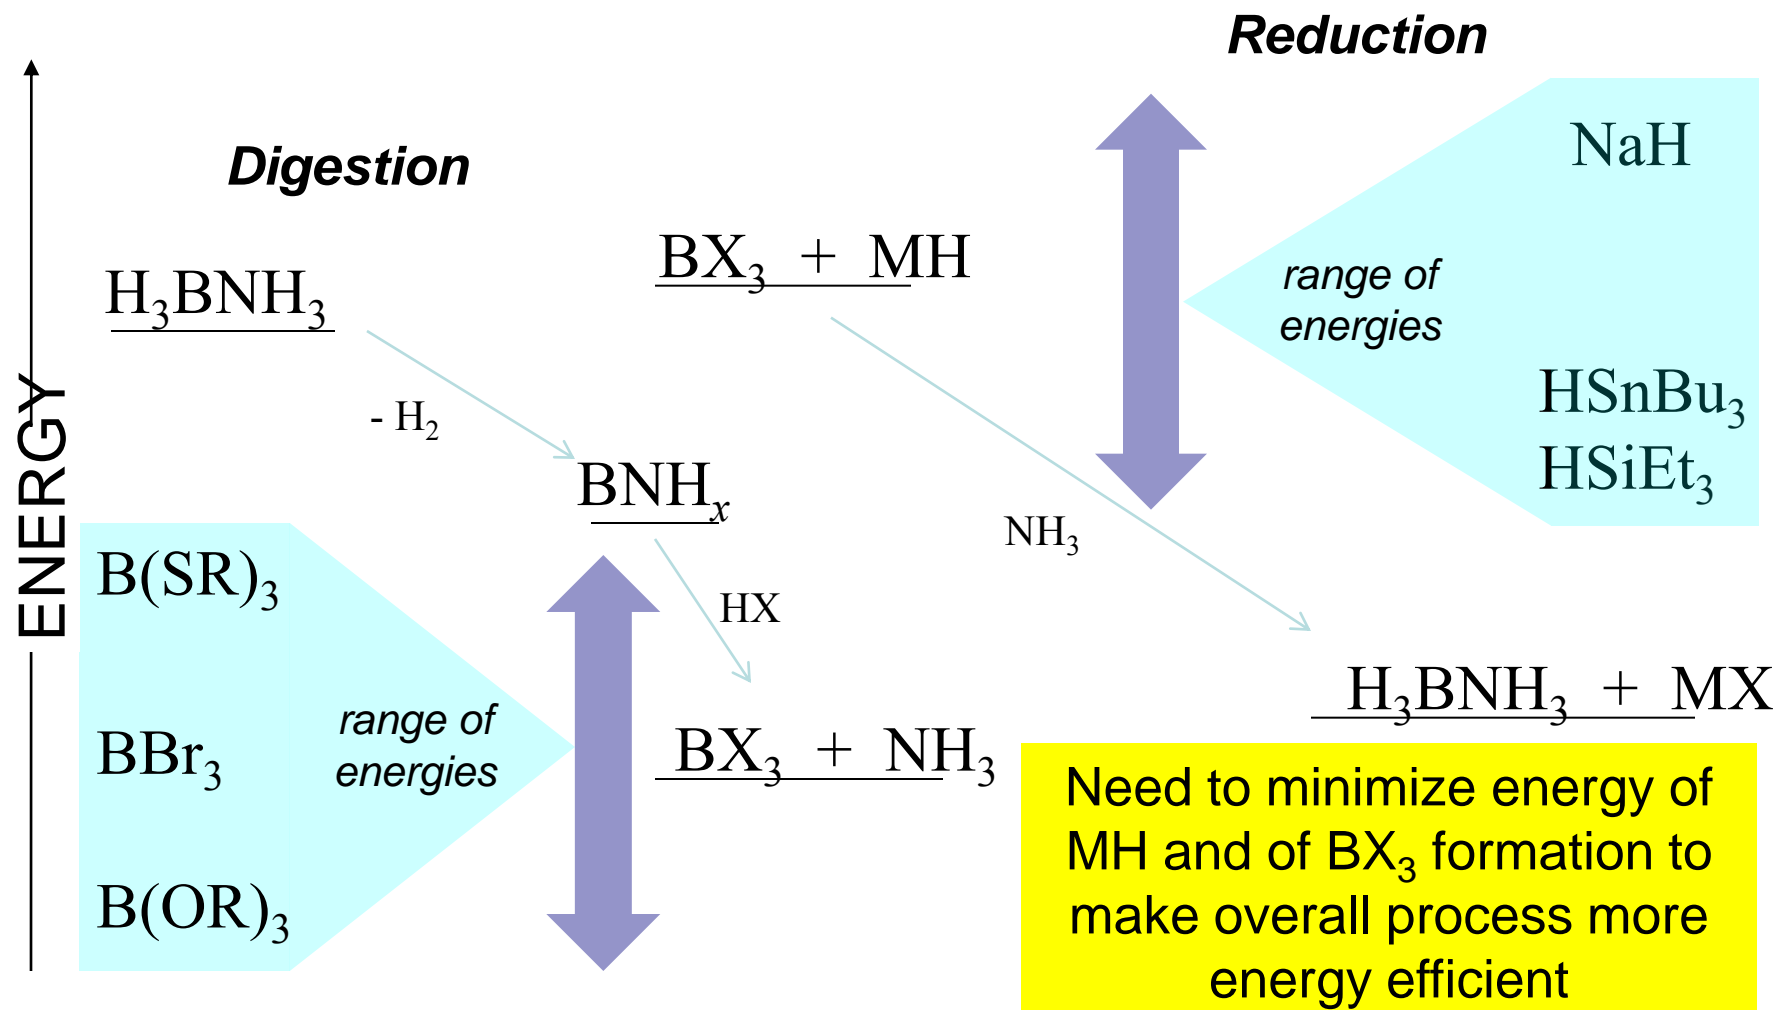 Reduction
Digestion
ENERGY
H₃BNH₃
- H₂
BNHₓ
HX
BX₃ + NH₃
B(SR)₃
BBr₃
B(OR)₃
range of
energies
BX₃ + MH
NH₃
H₃BNH₃ + MX
range of
energies
NaH
HSnBu₃
HSiEt₃
Need to minimize energy of
MH and of BX₃ formation to
make overall process more
energy efficient